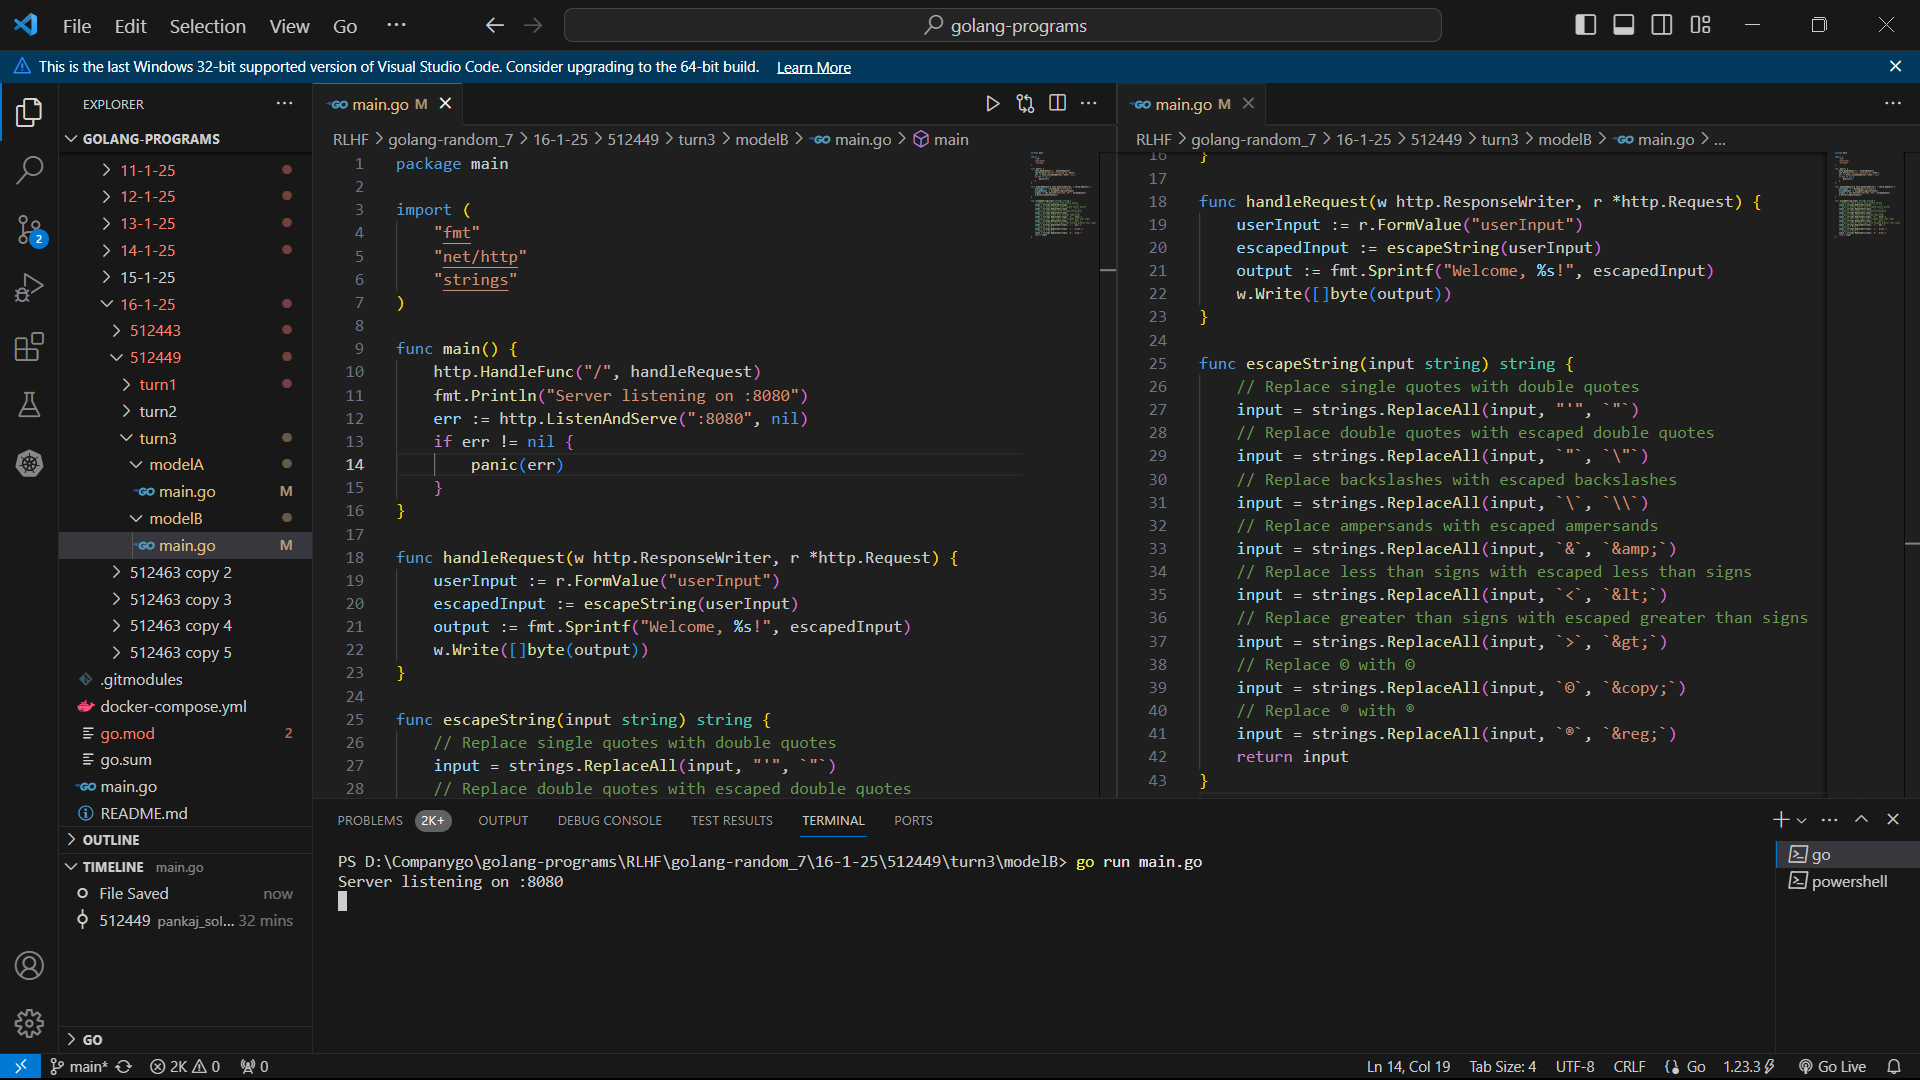 File Edit Selection View Go ··· golang-programs
This is the last Windows 32-bit supported version of Visual Studio Code. Consider upgrading to the 64-bit build. Learn More
EXPLORER
GOLANG-PROGRAMS
11-1-25
12-1-25
13-1-25
14-1-25
15-1-25
16-1-25
512443
512449
turn1
turn2
turn3
modelA
main.go M
modelB
main.go M
512463 copy 2
512463 copy 3
512463 copy 4
512463 copy 5
.gitmodules
docker-compose.yml
go.mod 2
go.sum
main.go
README.md
OUTLINE
TIMELINE main.go
File Saved now
512449 pankaj_sol... 32 mins
GO
2
main.go M
RLHF > golang-random_7 > 16-1-25 > 512449 > turn3 > modelB > main.go > main
1 package main
2
3 import (
4 "fmt"
5 "net/http"
6 "strings"
7 )
8
9 func main() {
10 http.HandleFunc("/", handleRequest)
11 fmt.Println("Server listening on :8080")
12 err := http.ListenAndServe(":8080", nil)
13 if err != nil {
14 panic(err)
15 }
16 }
17
18 func handleRequest(w http.ResponseWriter, r *http.Request) {
19 userInput := r.FormValue("userInput")
20 escapedInput := escapeString(userInput)
21 output := fmt.Sprintf("Welcome, %s!", escapedInput)
22 w.Write([]byte(output))
23 }
24
25 func escapeString(input string) string {
26 // Replace single quotes with double quotes
27 input = strings.ReplaceAll(input, "'", `"`)
28 // Replace double quotes with escaped double quotes
main.go M
RLHF > golang-random_7 > 16-1-25 > 512449 > turn3 > modelB > main.go > ...
16 }
17
18 func handleRequest(w http.ResponseWriter, r *http.Request) {
19 userInput := r.FormValue("userInput")
20 escapedInput := escapeString(userInput)
21 output := fmt.Sprintf("Welcome, %s!", escapedInput)
22 w.Write([]byte(output))
23 }
24
25 func escapeString(input string) string {
26 // Replace single quotes with double quotes
27 input = strings.ReplaceAll(input, "'", `"`)
28 // Replace double quotes with escaped double quotes
29 input = strings.ReplaceAll(input, `"`, `\"`)
30 // Replace backslashes with escaped backslashes
31 input = strings.ReplaceAll(input, `\`, `\\`)
32 // Replace ampersands with escaped ampersands
33 input = strings.ReplaceAll(input, `&`, `&amp;`)
34 // Replace less than signs with escaped less than signs
35 input = strings.ReplaceAll(input, `<`, `&lt;`)
36 // Replace greater than signs with escaped greater than signs
37 input = strings.ReplaceAll(input, `>`, `&gt;`)
38 // Replace © with ©
39 input = strings.ReplaceAll(input, `©`, `&copy;`)
40 // Replace ® with ®
41 input = strings.ReplaceAll(input, `®`, `&reg;`)
42 return input
43 }
PROBLEMS 2K+ OUTPUT DEBUG CONSOLE TEST RESULTS TERMINAL PORTS
PS D:\Companygo\golang-programs\RLHF\golang-random_7\16-1-25\512449\turn3\modelB> go run main.go
Server listening on :8080
go
powershell
main* 2K 0 0 Ln 14, Col 19 Tab Size: 4 UTF-8 CRLF Go 1.23.3 Go Live